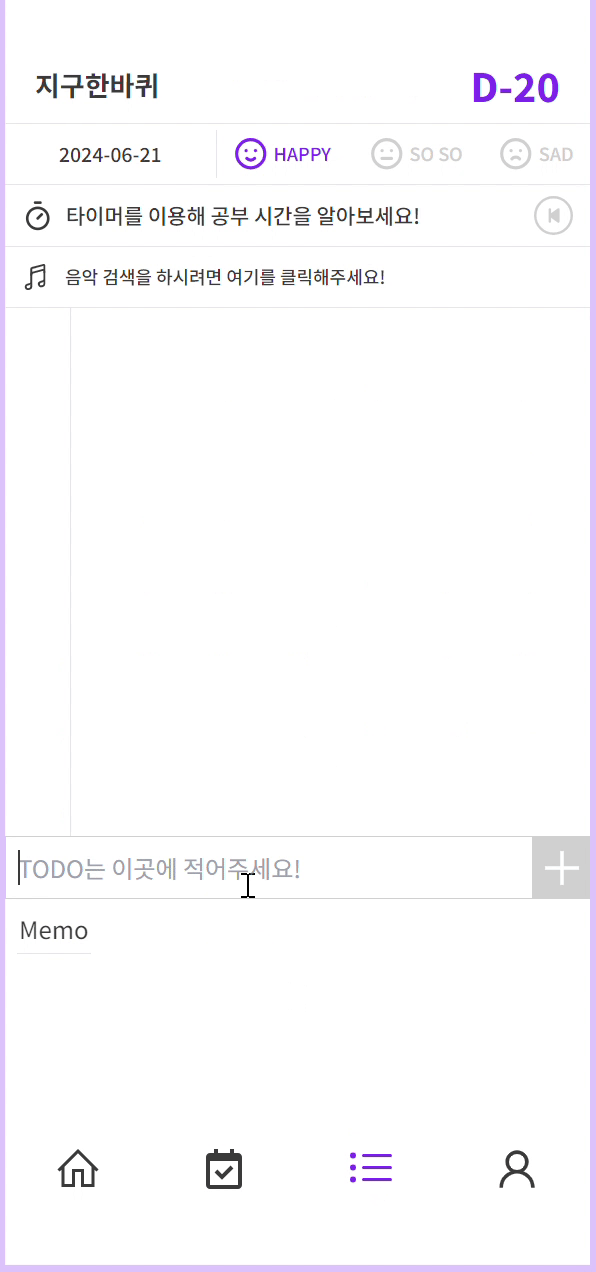 지구한바퀴
D-20
2024-06-21 HAPPY SO SO SAD
타이머를 이용해 공부 시간을 알아보세요!
음악 검색을 하시려면 여기를 클릭해주세요!
TODO는 이곳에 적어주세요!
Memo